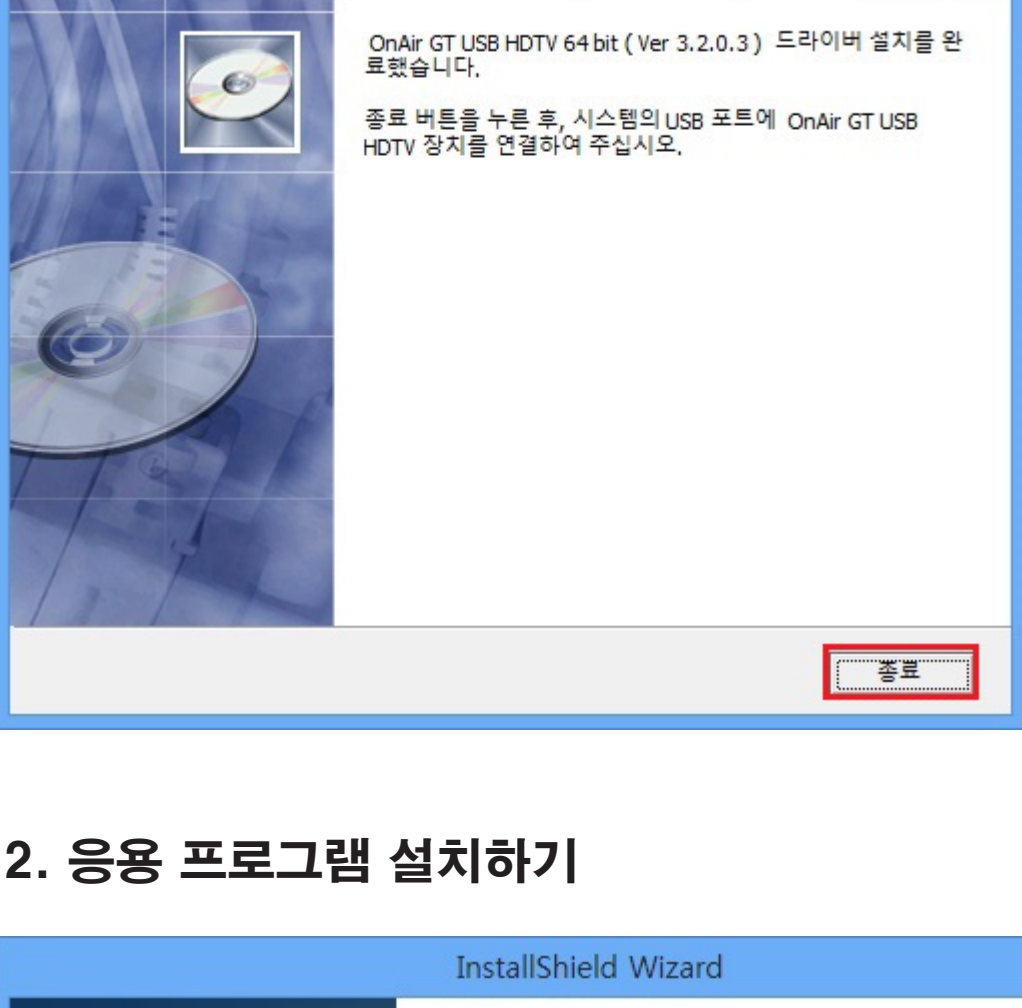 OnAir GT USB HDTV 64 bit ( Ver 3.2.0.3 ) 드라이버 설치를 완
료했습니다.
종료 버튼을 누른 후, 시스템의 USB 포트에 OnAir GT USB
HDTV 장치를 연결하여 주십시오.
종료
2. 응용 프로그램 설치하기
InstallShield Wizard